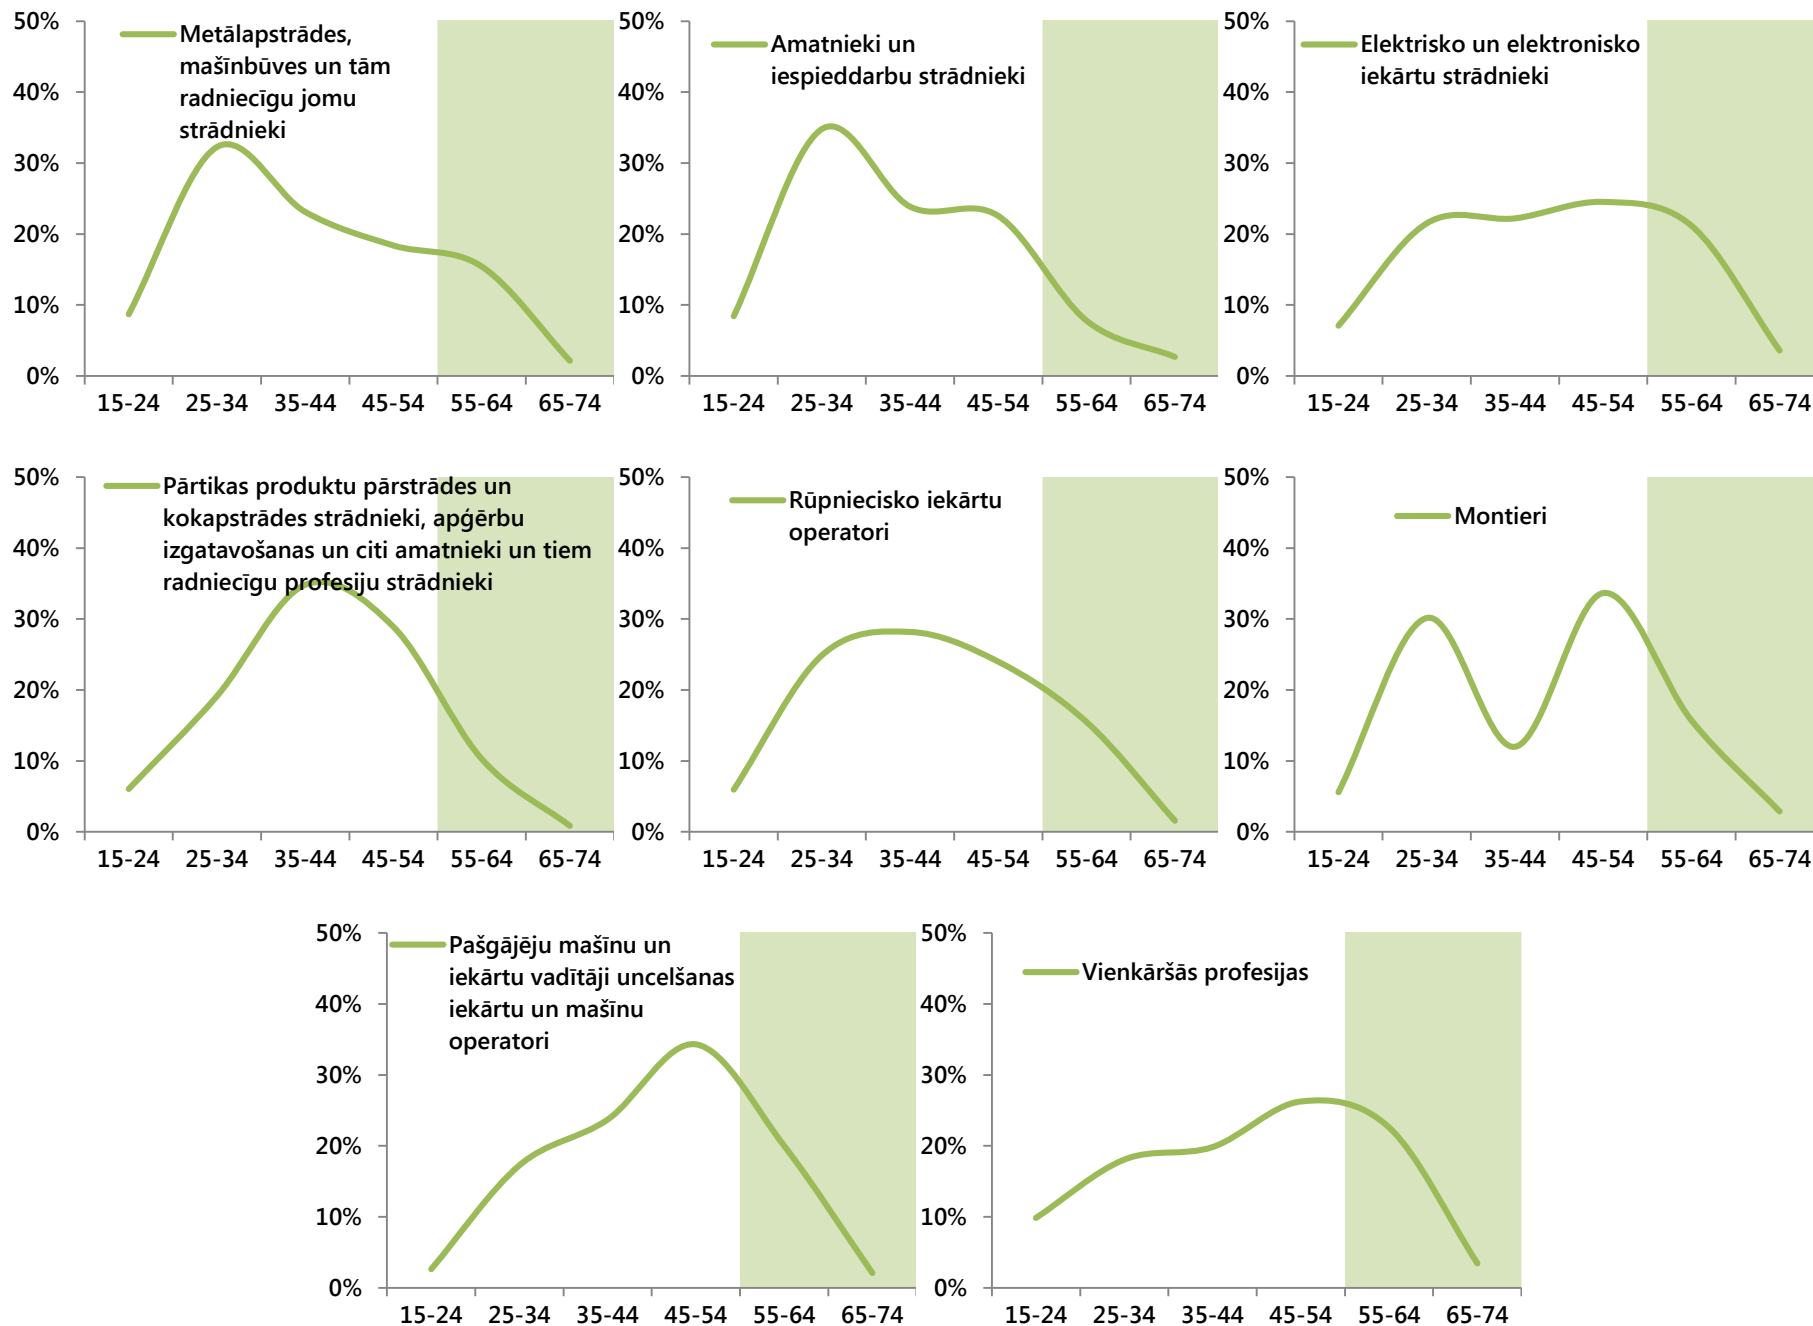 Metālapstrādes,
mašīnbūves un tām
radniecīgu jomu
strādnieki
50%
40%
30%
20%
10%
0%
15-24 25-34 35-44 45-54 55-64 65-74
Amatnieki un
iespieddarbu strādnieki
50%
40%
30%
20%
10%
0%
15-24 25-34 35-44 45-54 55-64 65-74
Elektrisko un elektronisko
iekārtu strādnieki
50%
40%
30%
20%
10%
0%
15-24 25-34 35-44 45-54 55-64 65-74
Pārtikas produktu pārstrādes un
kokapstrādes strādnieki, apģērbu
izgatavošanas un citi amatnieki un tiem
radniecīgu profesiju strādnieki
50%
40%
30%
20%
10%
0%
15-24 25-34 35-44 45-54 55-64 65-74
Rūpniecisko iekārtu
operatori
50%
40%
30%
20%
10%
0%
15-24 25-34 35-44 45-54 55-64 65-74
Montieri
50%
40%
30%
20%
10%
0%
15-24 25-34 35-44 45-54 55-64 65-74
Pašgājēju mašīnu un
iekārtu vadītāji uncelšanas
iekārtu un mašīnu
operatori
50%
40%
30%
20%
10%
0%
15-24 25-34 35-44 45-54 55-64 65-74
Vienkāršās profesijas
50%
40%
30%
20%
10%
0%
15-24 25-34 35-44 45-54 55-64 65-74